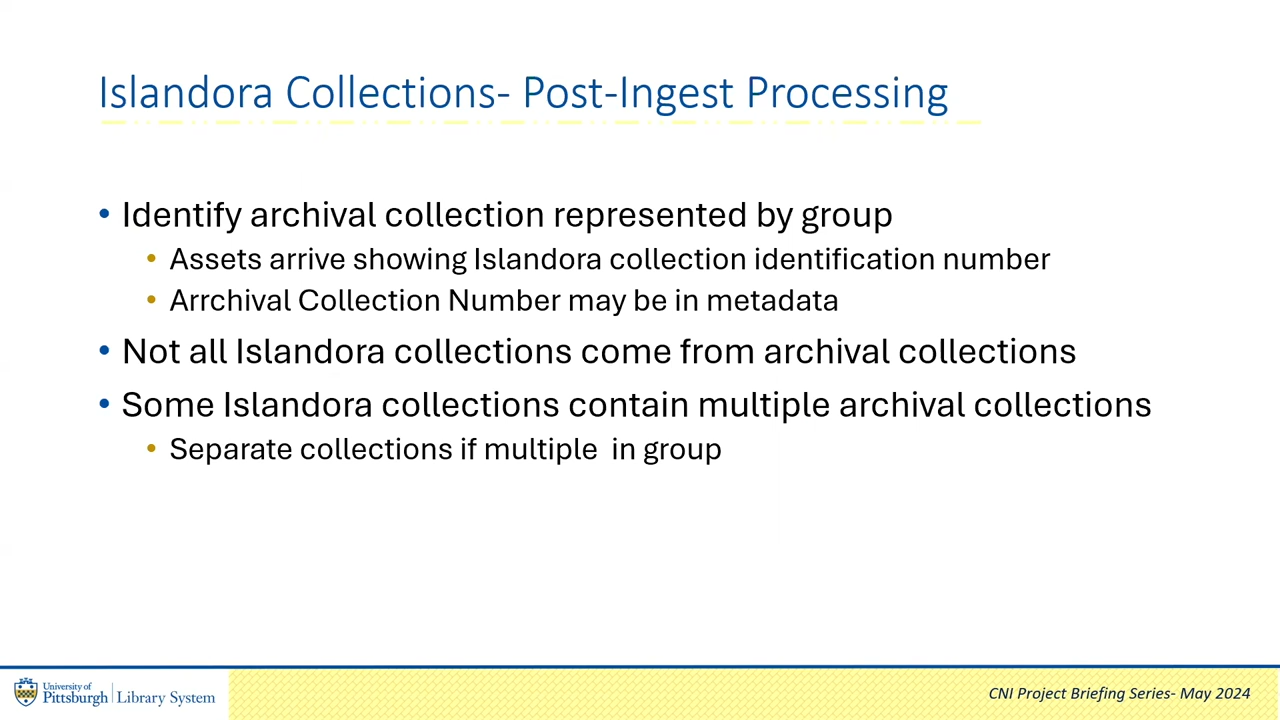 Islandora Collections- Post-Ingest Processing
• Identify archival collection represented by group
• Assets arrive showing Islandora collection identification number
• Arrchival Collection Number may be in metadata
• Not all Islandora collections come from archival collections
• Some Islandora collections contain multiple archival collections
• Separate collections if multiple  in group
University of
Pittsburgh | Library System
CNI Project Briefing Series- May 2024